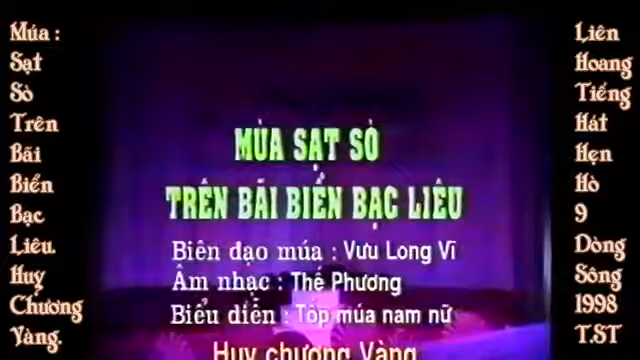 Múa :
Sạt
Sò
Trên
Bãi
Biển
Bạc
Liêu.
Huy
Chương
Vàng.
MÙA SẠT SÒ
TRÊN BÃI BIỂN BẠC LIÊU
Biên đạo múa : Vưu Long Vĩ
Âm nhạc : Thế Phương
Biểu diễn : Tốp múa nam nữ
Huy chương Vàng
Liên
Hoang
Tiếng
Hát
Hẹn
Hò
9
Dòng
Sông
1998
T.ST